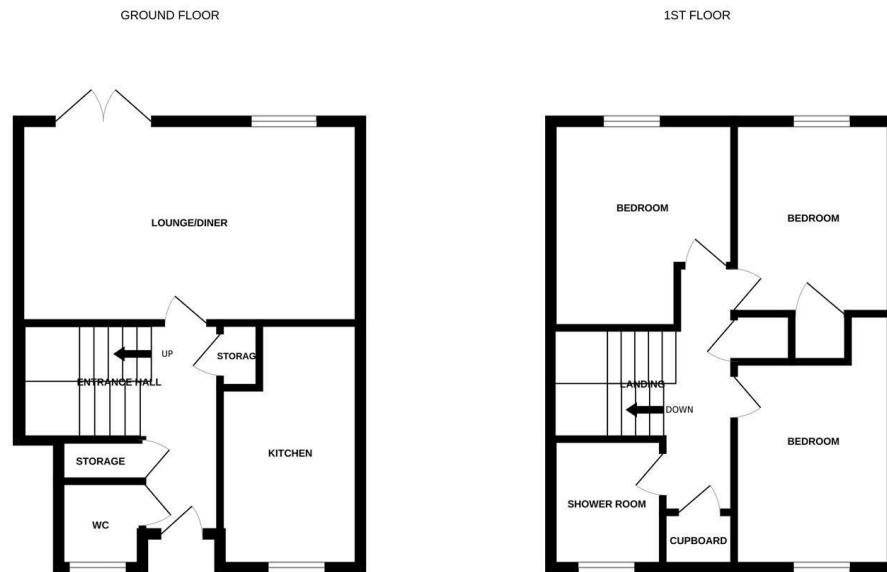 GROUND FLOOR
1ST FLOOR
LOUNGE/DINER
UP
STORAG
ENTRANCE HALL
STORAGE
KITCHEN
WC
BEDROOM
BEDROOM
LANDING
DOWN
BEDROOM
SHOWER ROOM
CUPBOARD